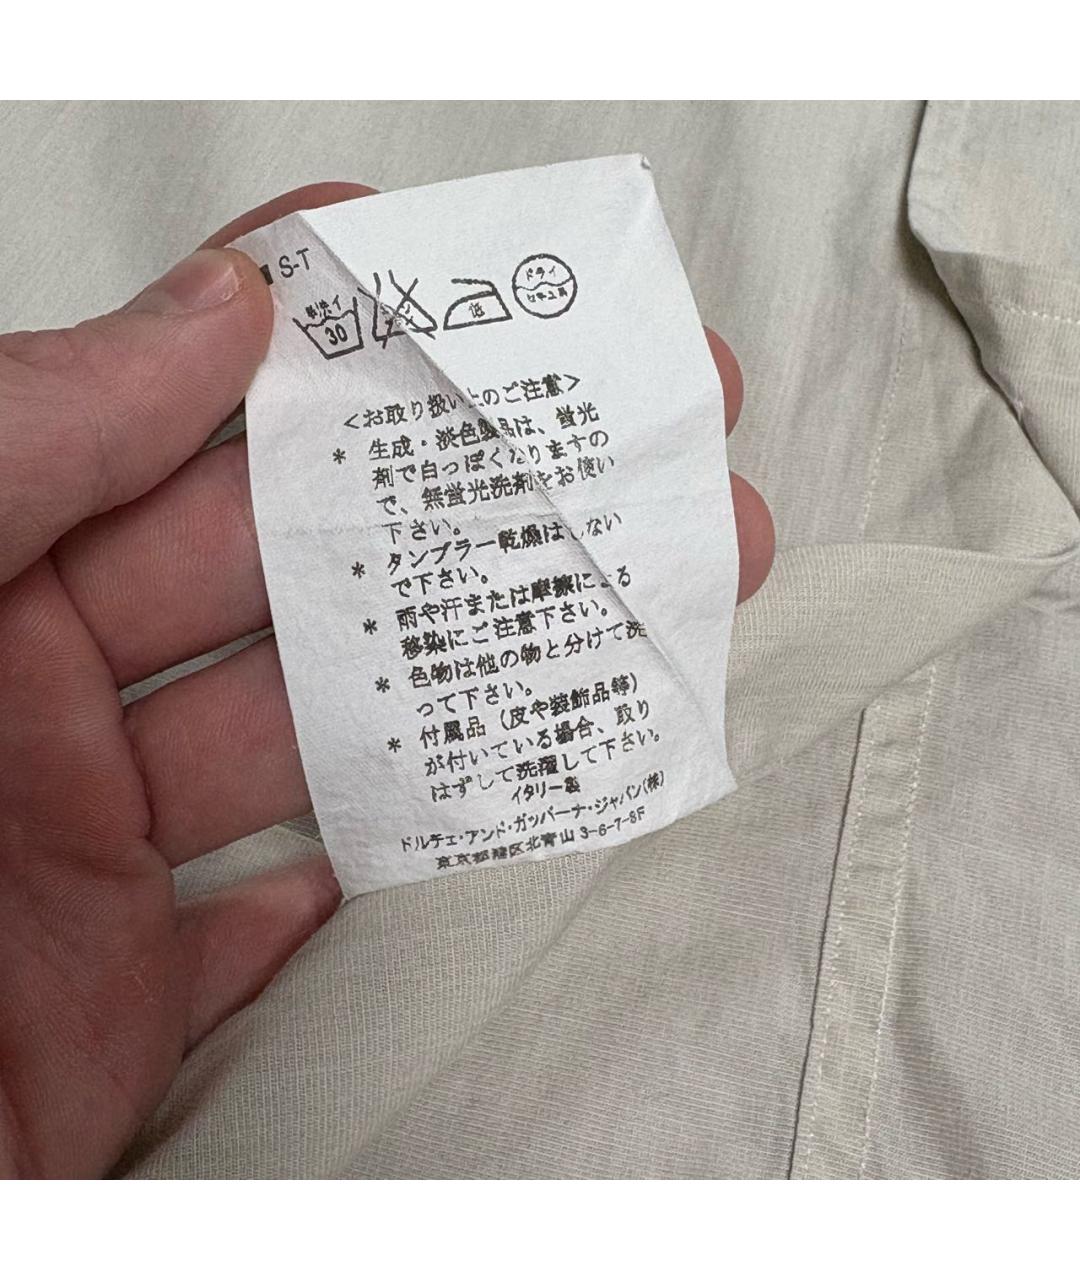 S-T
手洗イ
30
低
ドライ
セキユ系
<お取り扱い上のご注意>
* 生成・淡色製品は、蛍光
剤で白っぽくなりますの
で、無蛍光洗剤をお使い
下さい。
* タンブラー乾燥はしない
で下さい。
* 雨や汗または摩擦による
移染にご注意下さい。
* 色物は他の物と分けて洗
って下さい。
* 付属品(皮や装飾品等)
が付いている場合、取り
はずして洗濯して下さい。
イタリー製
ドルチェ・アンド・ガッバーナ・ジャパン(株)
東京都港区北青山 3-6-7-8F